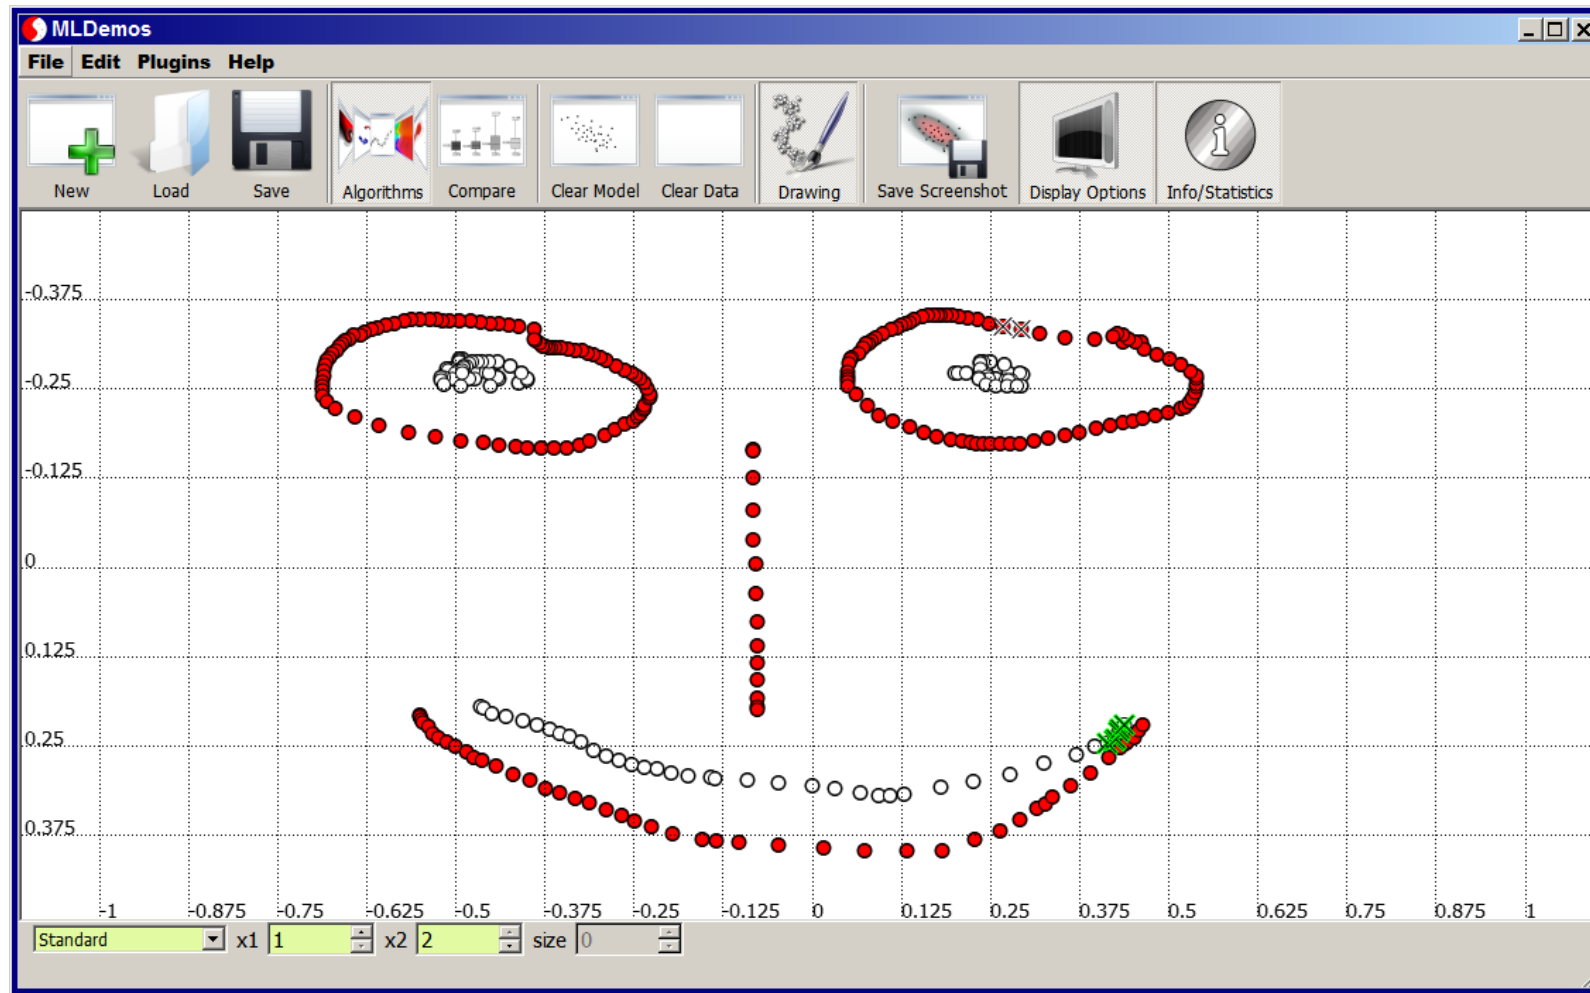 MLDemos
File Edit Plugins Help
New Load Save Algorithms Compare Clear Model Clear Data Drawing Save Screenshot Display Options Info/Statistics
-0.375
-0.25
-0.125
0
0.125
0.25
0.375
-1 -0.875 -0.75 -0.625 -0.5 -0.375 -0.25 -0.125 0 0.125 0.25 0.375 0.5 0.625 0.75 0.875 1
Standard x1 1 x2 2 size 0